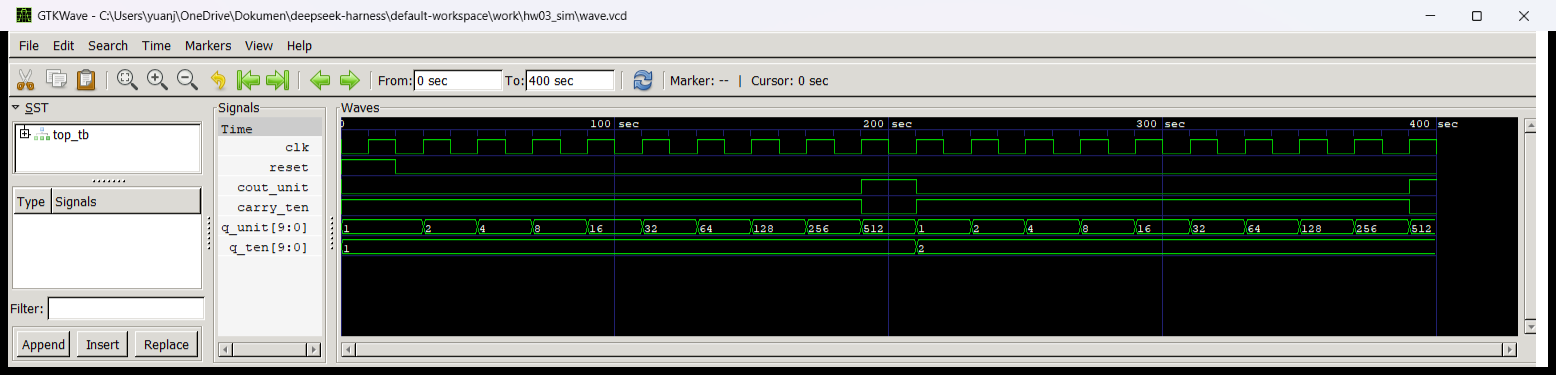 GTKWave - C:\Users\yuanj\OneDrive\Dokumen\deepseek-harness\default-workspace\work\hw03_sim\wave.vcd
File Edit Search Time Markers View Help
From: 0 sec To: 400 sec Marker: -- | Cursor: 0 sec
SST
top_tb
Type Signals
Filter:
Append Insert Replace
Signals
Time
clk
reset
cout_unit
carry_ten
q_unit[9:0]
q_ten[9:0]
Waves
0 100 sec 200 sec 300 sec 400 sec
1 2 4 8 16 32 64 128 256 512 1 2 4 8 16 32 64 128 256 512
1 2